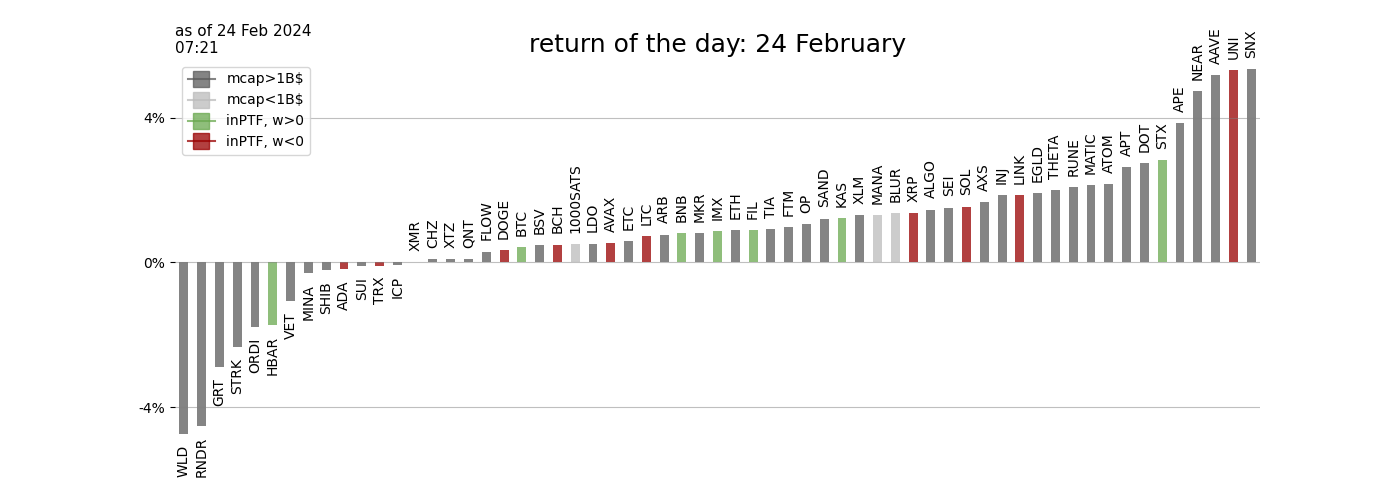 as of 24 Feb 2024
07:21
return of the day: 24 February
mcap>1B$
mcap<1B$
inPTF, w>0
inPTF, w<0
4%
0%
-4%
WLD
RNDR
GRT
STRK
ORDI
HBAR
VET
MINA
SHIB
ADA
SUI
TRX
ICP
XMR
CHZ
XTZ
QNT
FLOW
DOGE
BTC
BSV
BCH
1000SATS
LDO
AVAX
ETC
LTC
ARB
BNB
MKR
IMX
ETH
FIL
TIA
FTM
OP
SAND
KAS
XLM
MANA
BLUR
XRP
ALGO
SEI
SOL
AXS
INJ
LINK
EGLD
THETA
RUNE
MATIC
ATOM
APT
DOT
STX
APE
NEAR
AAVE
UNI
SNX